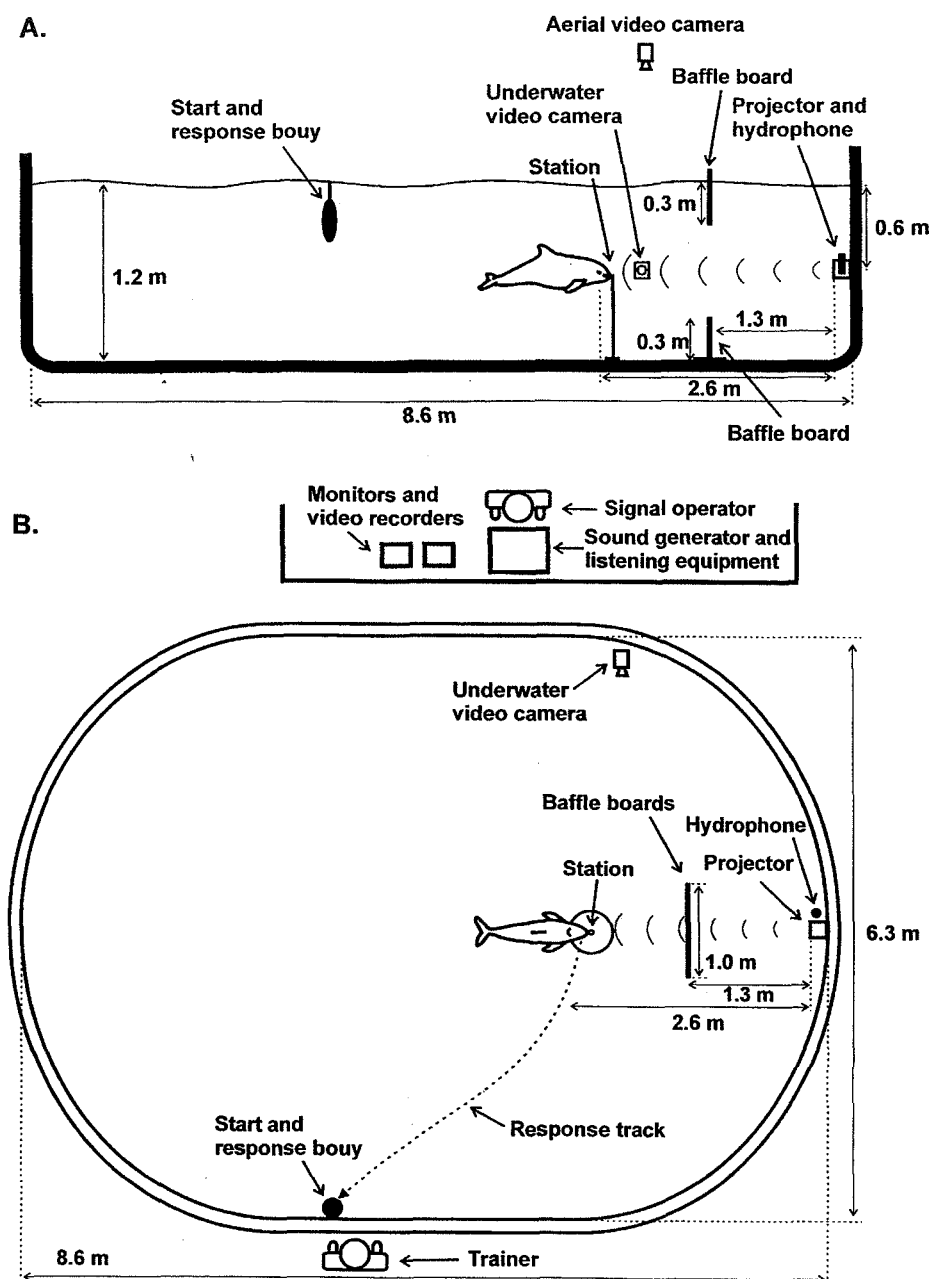 A.
Aerial video camera
Baffle board
Underwater
video camera
Projector and
hydrophone
Start and
response bouy
Station
0.3 m
0.6 m
1.2 m
1.3 m
0.3 m
2.6 m
8.6 m
Baffle board
B.
Monitors and
video recorders
Signal operator
Sound generator and
listening equipment
Underwater
video camera
Baffle boards
Hydrophone
Projector
Station
6.3 m
1.0 m
1.3 m
2.6 m
Start and
response bouy
Response track
8.6 m
Trainer